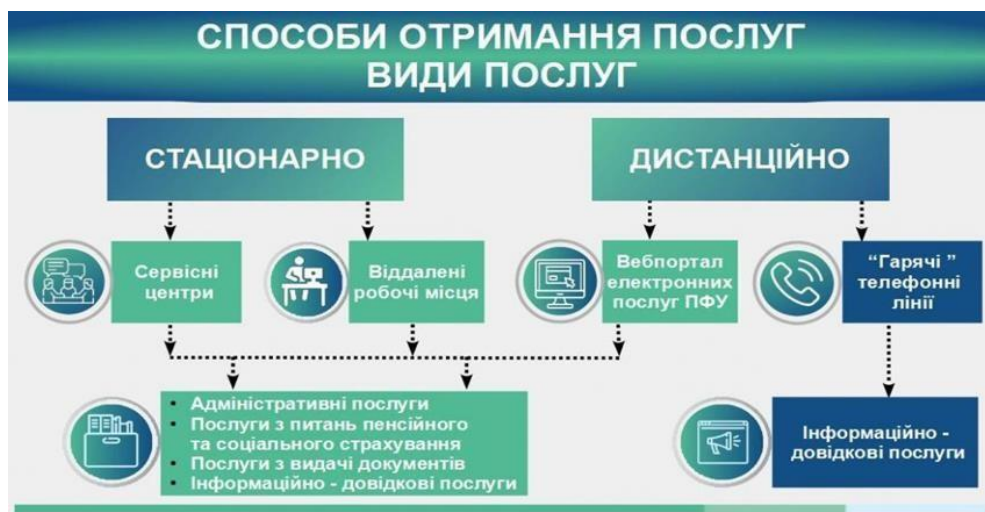 СПОСОБИ ОТРИМАННЯ ПОСЛУГ
ВИДИ ПОСЛУГ
СТАЦІОНАРНО
ДИСТАНЦІЙНО
Сервісні
центри
Віддалені
робочі місця
Вебпортал
електронних
послуг ПФУ
“Гарячі ”
телефонні
лінії
• Адміністративні послуги
• Послуги з питань пенсійного
та соціального страхування
• Послуги з видачі документів
• Інформаційно - довідкові послуги
Інформаційно -
довідкові послуги